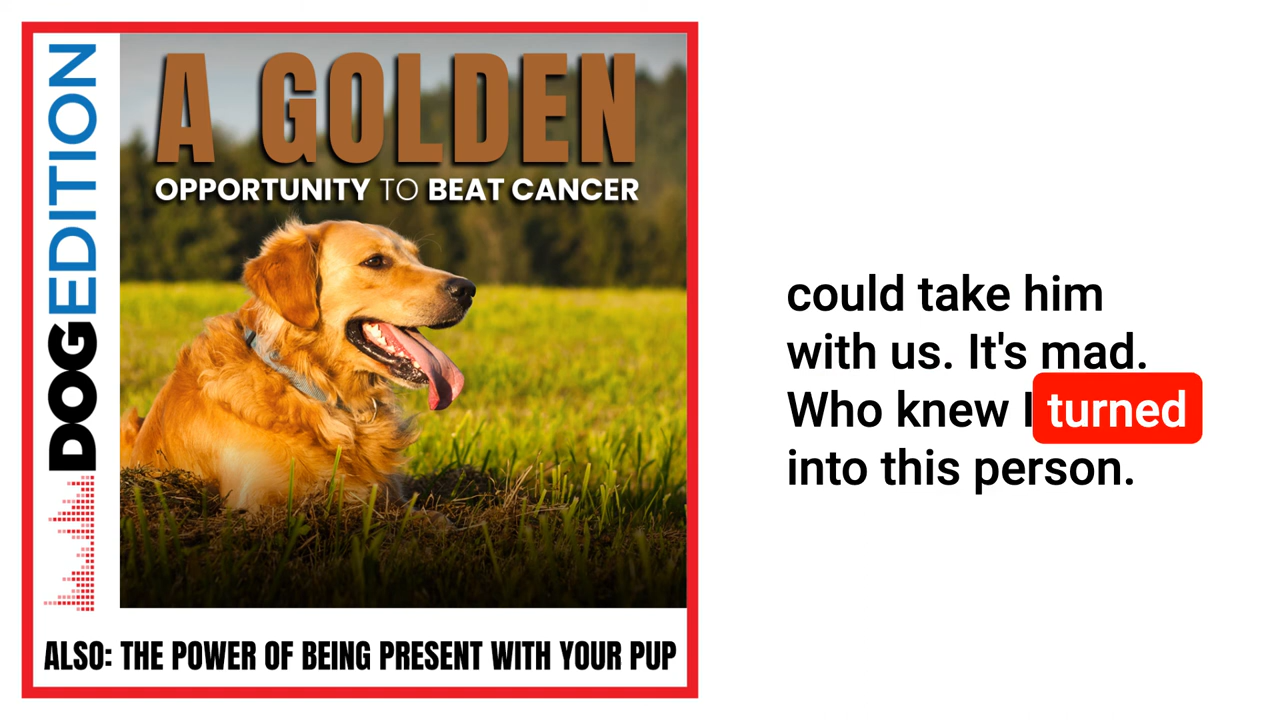 DOGEDITION
A GOLDEN
OPPORTUNITY TO BEAT CANCER
ALSO: THE POWER OF BEING PRESENT WITH YOUR PUP
could take him
with us. It's mad.
Who knew I turned
into this person.